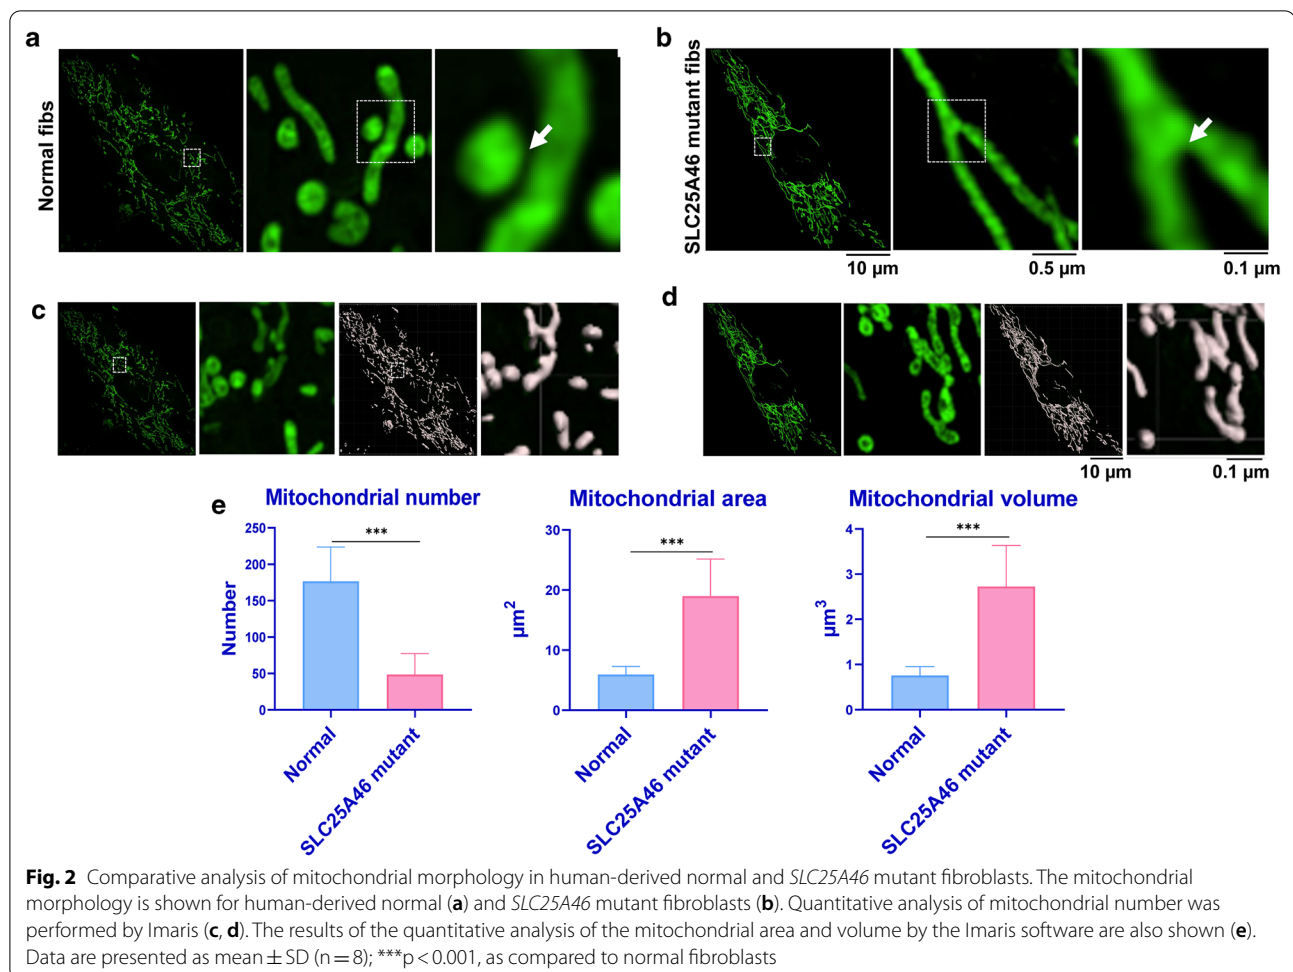 a
b
Normal fibs
SLC25A46 mutant fibs
10 µm
0.5 µm
0.1 µm
c
d
10 µm
0.1 µm
e
Mitochondrial number
250
200
150
100
50
0
Number
***
Normal
SLC25A46 mutant
Mitochondrial area
30
20
10
0
µm²
***
Normal
SLC25A46 mutant
Mitochondrial volume
4
3
2
1
0
µm³
***
Normal
SLC25A46 mutant
Fig. 2 Comparative analysis of mitochondrial morphology in human-derived normal and SLC25A46 mutant fibroblasts. The mitochondrial
morphology is shown for human-derived normal (a) and SLC25A46 mutant fibroblasts (b). Quantitative analysis of mitochondrial number was
performed by Imaris (c, d). The results of the quantitative analysis of the mitochondrial area and volume by the Imaris software are also shown (e).
Data are presented as mean ± SD (n = 8); ***p < 0.001, as compared to normal fibroblasts